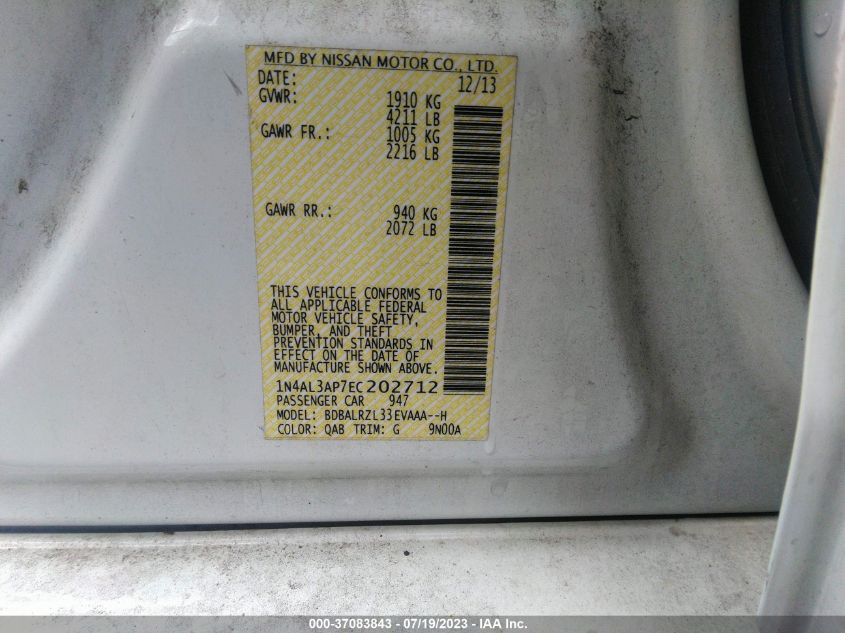 MFD BY NISSAN MOTOR CO., LTD.
DATE: 12/13
GVWR: 1910 KG
4211 LB
GAWR FR.: 1005 KG
2216 LB
GAWR RR.: 940 KG
2072 LB
THIS VEHICLE CONFORMS TO
ALL APPLICABLE FEDERAL
MOTOR VEHICLE SAFETY,
BUMPER, AND THEFT
PREVENTION STANDARDS IN
EFFECT ON THE DATE OF
MANUFACTURE SHOWN ABOVE.
1N4AL3AP7EC202712
PASSENGER CAR 947
MODEL: BDBALRZL33EVAAA--H
COLOR: QAB TRIM: G 9N00A
000-37083843 - 07/19/2023 - IAA Inc.